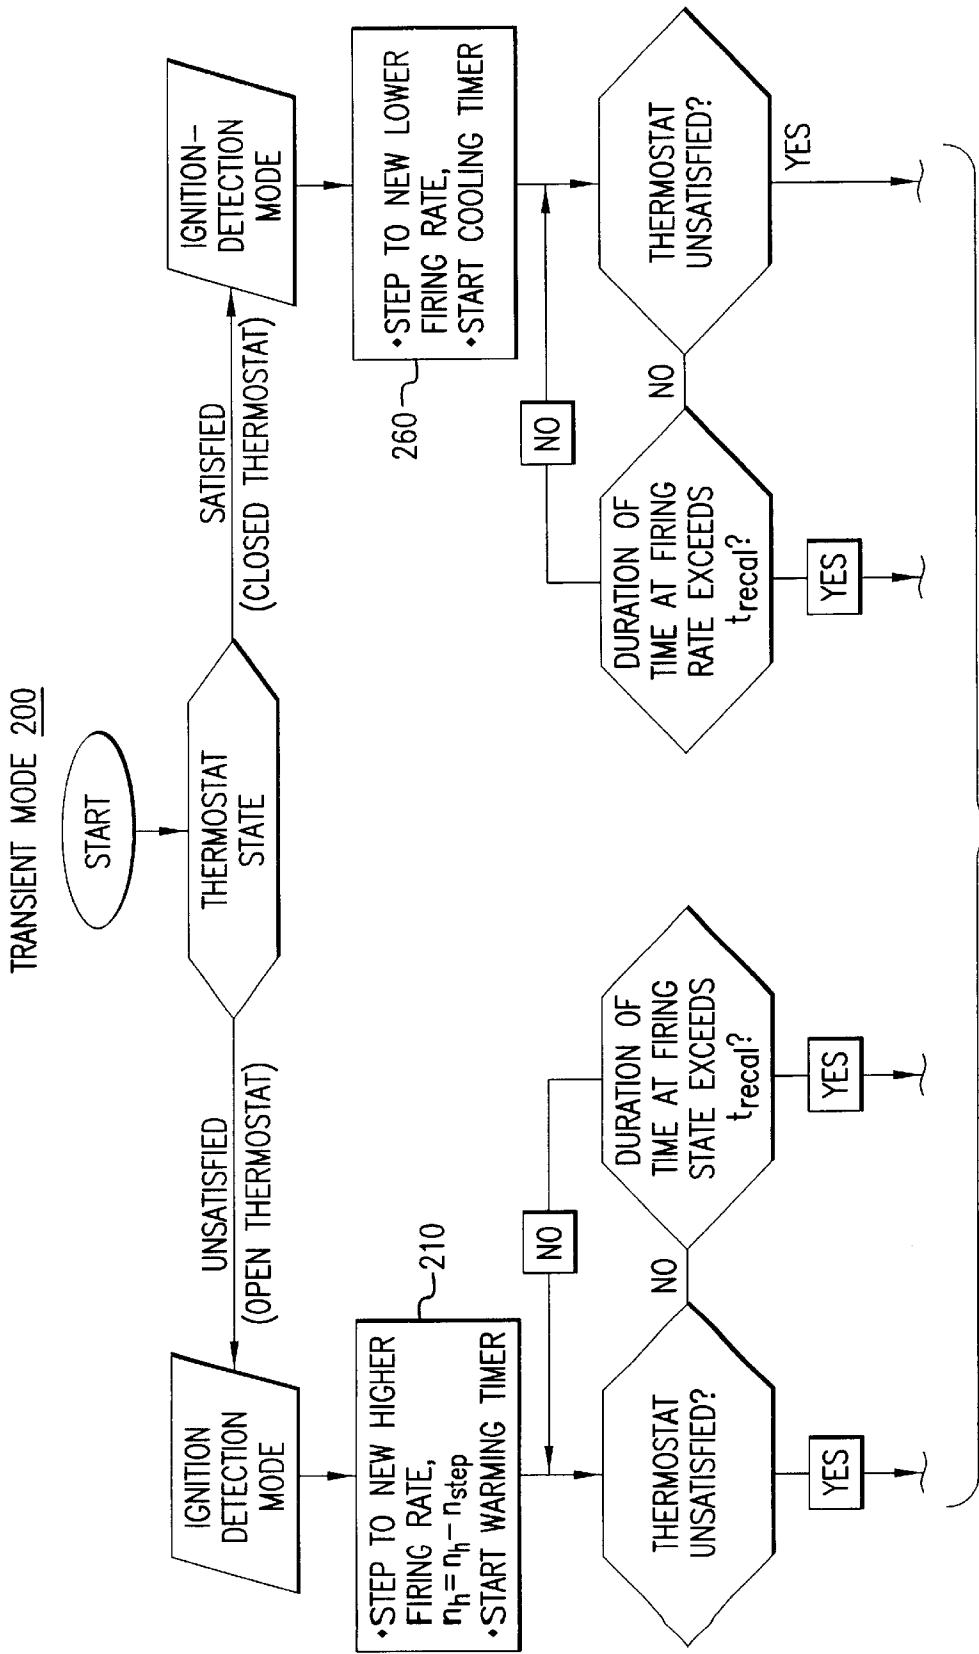 TRANSIENT MODE 200
START
THERMOSTAT
STATE
UNSATISFIED
(OPEN THERMOSTAT)
SATISFIED
(CLOSED THERMOSTAT)
IGNITION
DETECTION
MODE
•STEP TO NEW HIGHER
FIRING RATE,
nh=nh-nstep
•START WARMING TIMER
210
NO
THERMOSTAT
UNSATISFIED?
NO
DURATION OF
TIME AT FIRING
STATE EXCEEDS
trecal?
YES
YES
IGNITION-
DETECTION
MODE
•STEP TO NEW LOWER
FIRING RATE,
•START COOLING TIMER
260
NO
DURATION OF
TIME AT FIRING
RATE EXCEEDS
trecal?
NO
THERMOSTAT
UNSATISFIED?
YES
YES